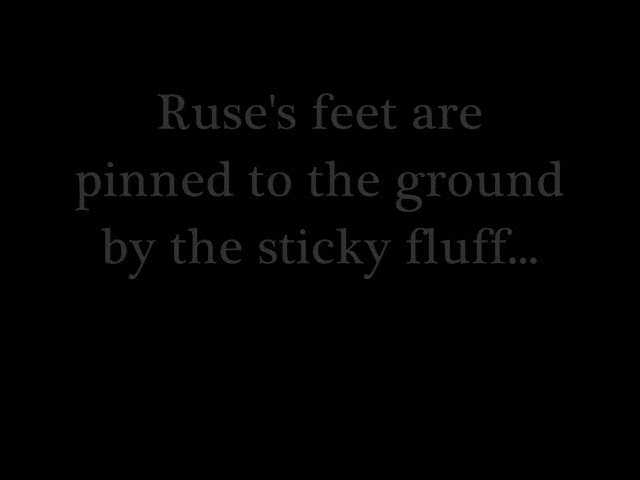 Ruse's feet are
pinned to the ground
by the sticky fluff...